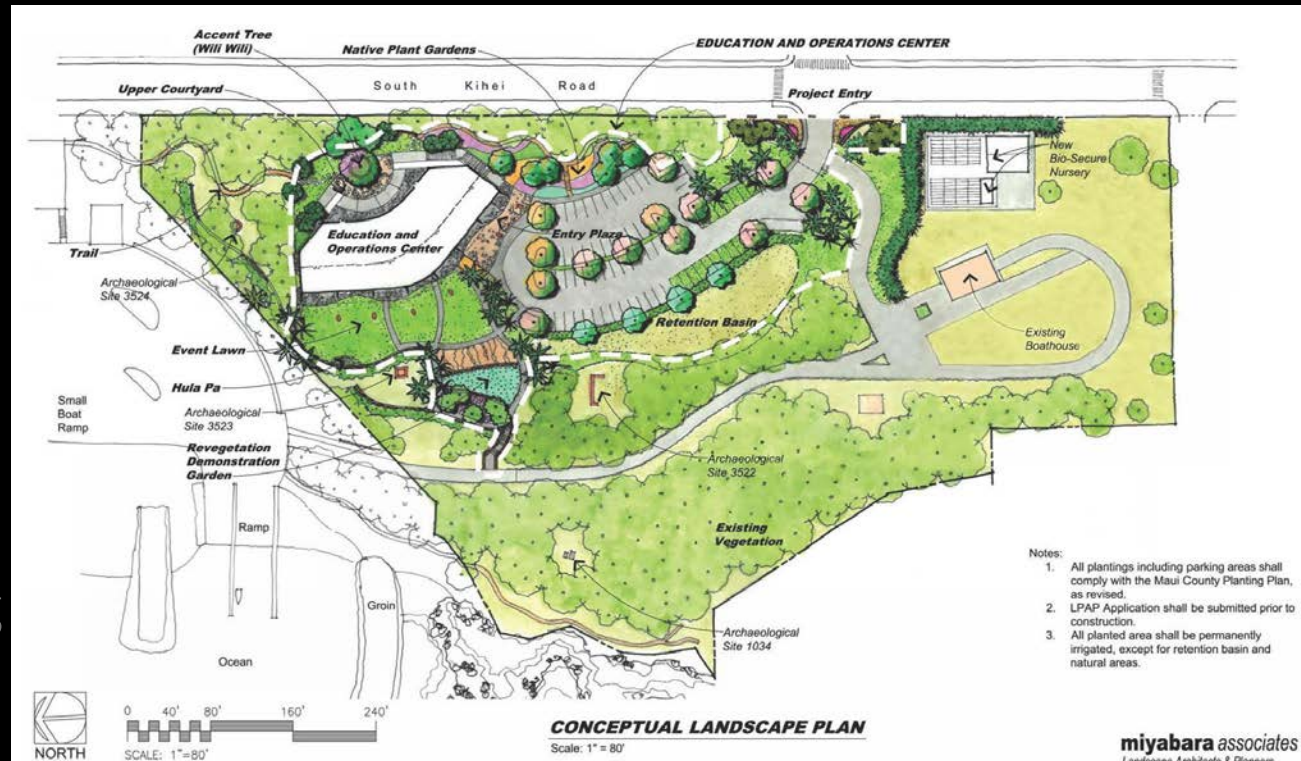 Accent Tree
(Wili Wili)
Native Plant Gardens
EDUCATION AND OPERATIONS CENTER
South Kihei Road
Upper Courtyard
Project Entry
New
Bio-Secure
Nursery
Education and
Operations Center
Entry Plaza
Trail
Archaeological
Site 3524
Retention Basin
Existing
Boathouse
Event Lawn
Hula Pa
Small
Boat
Ramp
Archaeological
Site 3523
Revegetation
Demonstration
Garden
Archaeological
Site 3522
Existing
Vegetation
Ramp
Groin
Ocean
Archaeological
Site 1034
Notes:
1. All plantings including parking areas shall
comply with the Maui County Planting Plan,
as revised.
2. LPAP Application shall be submitted prior to
construction.
3. All planted area shall be permanently
irrigated, except for retention basin and
natural areas.
NORTH
0 40' 80' 160' 240'
SCALE: 1"=80'
CONCEPTUAL LANDSCAPE PLAN
Scale: 1" = 80'
miyabara associates
Landscape Architects & Planners